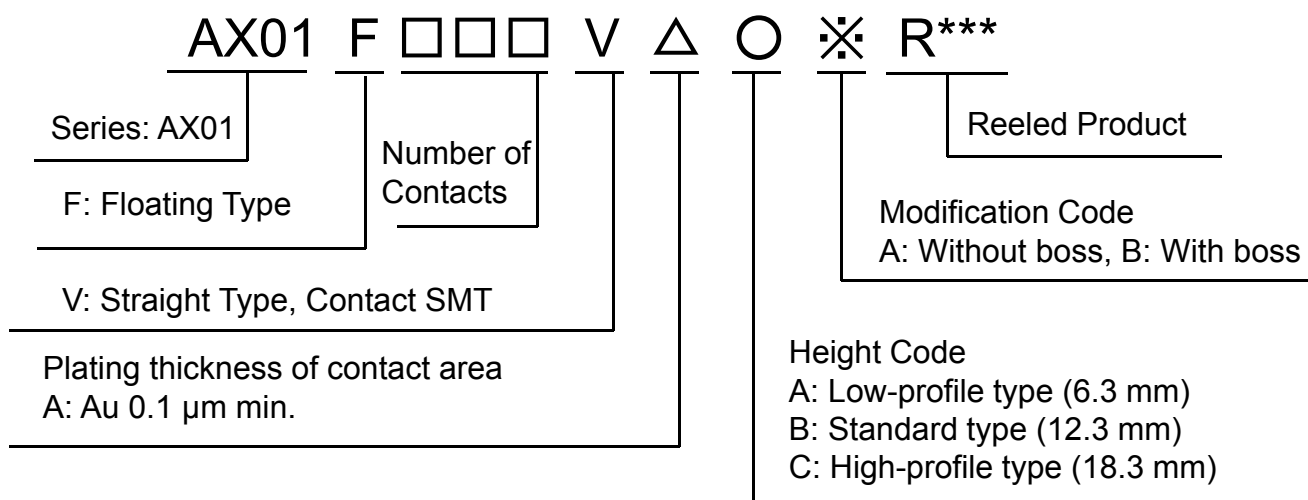 AX01 F □□□ V △ ○ ※ R***
Series: AX01
Reeled Product
Number of
Contacts
F: Floating Type
Modification Code
A: Without boss, B: With boss
V: Straight Type, Contact SMT
Plating thickness of contact area
A: Au 0.1 μm min.
Height Code
A: Low-profile type (6.3 mm)
B: Standard type (12.3 mm)
C: High-profile type (18.3 mm)